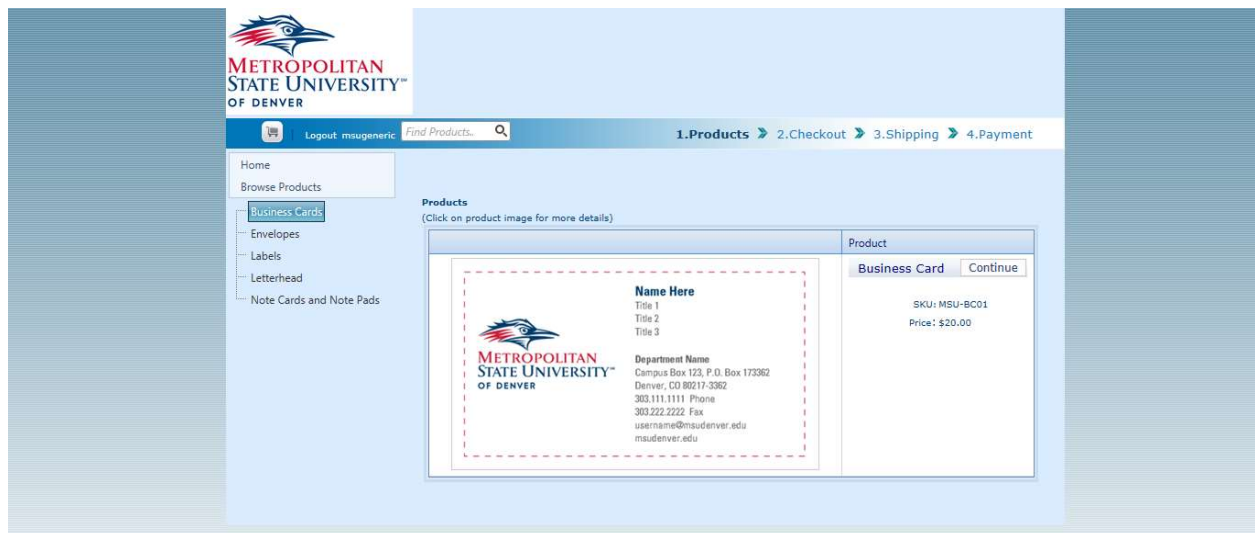 METROPOLITAN
STATE UNIVERSITY℠
OF DENVER
Logout msugeneric Find Products..
1.Products 2.Checkout 3.Shipping 4.Payment
Home
Browse Products
Business Cards
Envelopes
Labels
Letterhead
Note Cards and Note Pads
Products
(Click on product image for more details)
Product
METROPOLITAN
STATE UNIVERSITY℠
OF DENVER
Name Here
Title 1
Title 2
Title 3
Department Name
Campus Box 123, P.O. Box 173362
Denver, CO 80217-3362
303.111.1111 Phone
303.222.2222 Fax
username@msudenver.edu
msudenver.edu
Business Card Continue
SKU: MSU-BC01
Price: $20.00